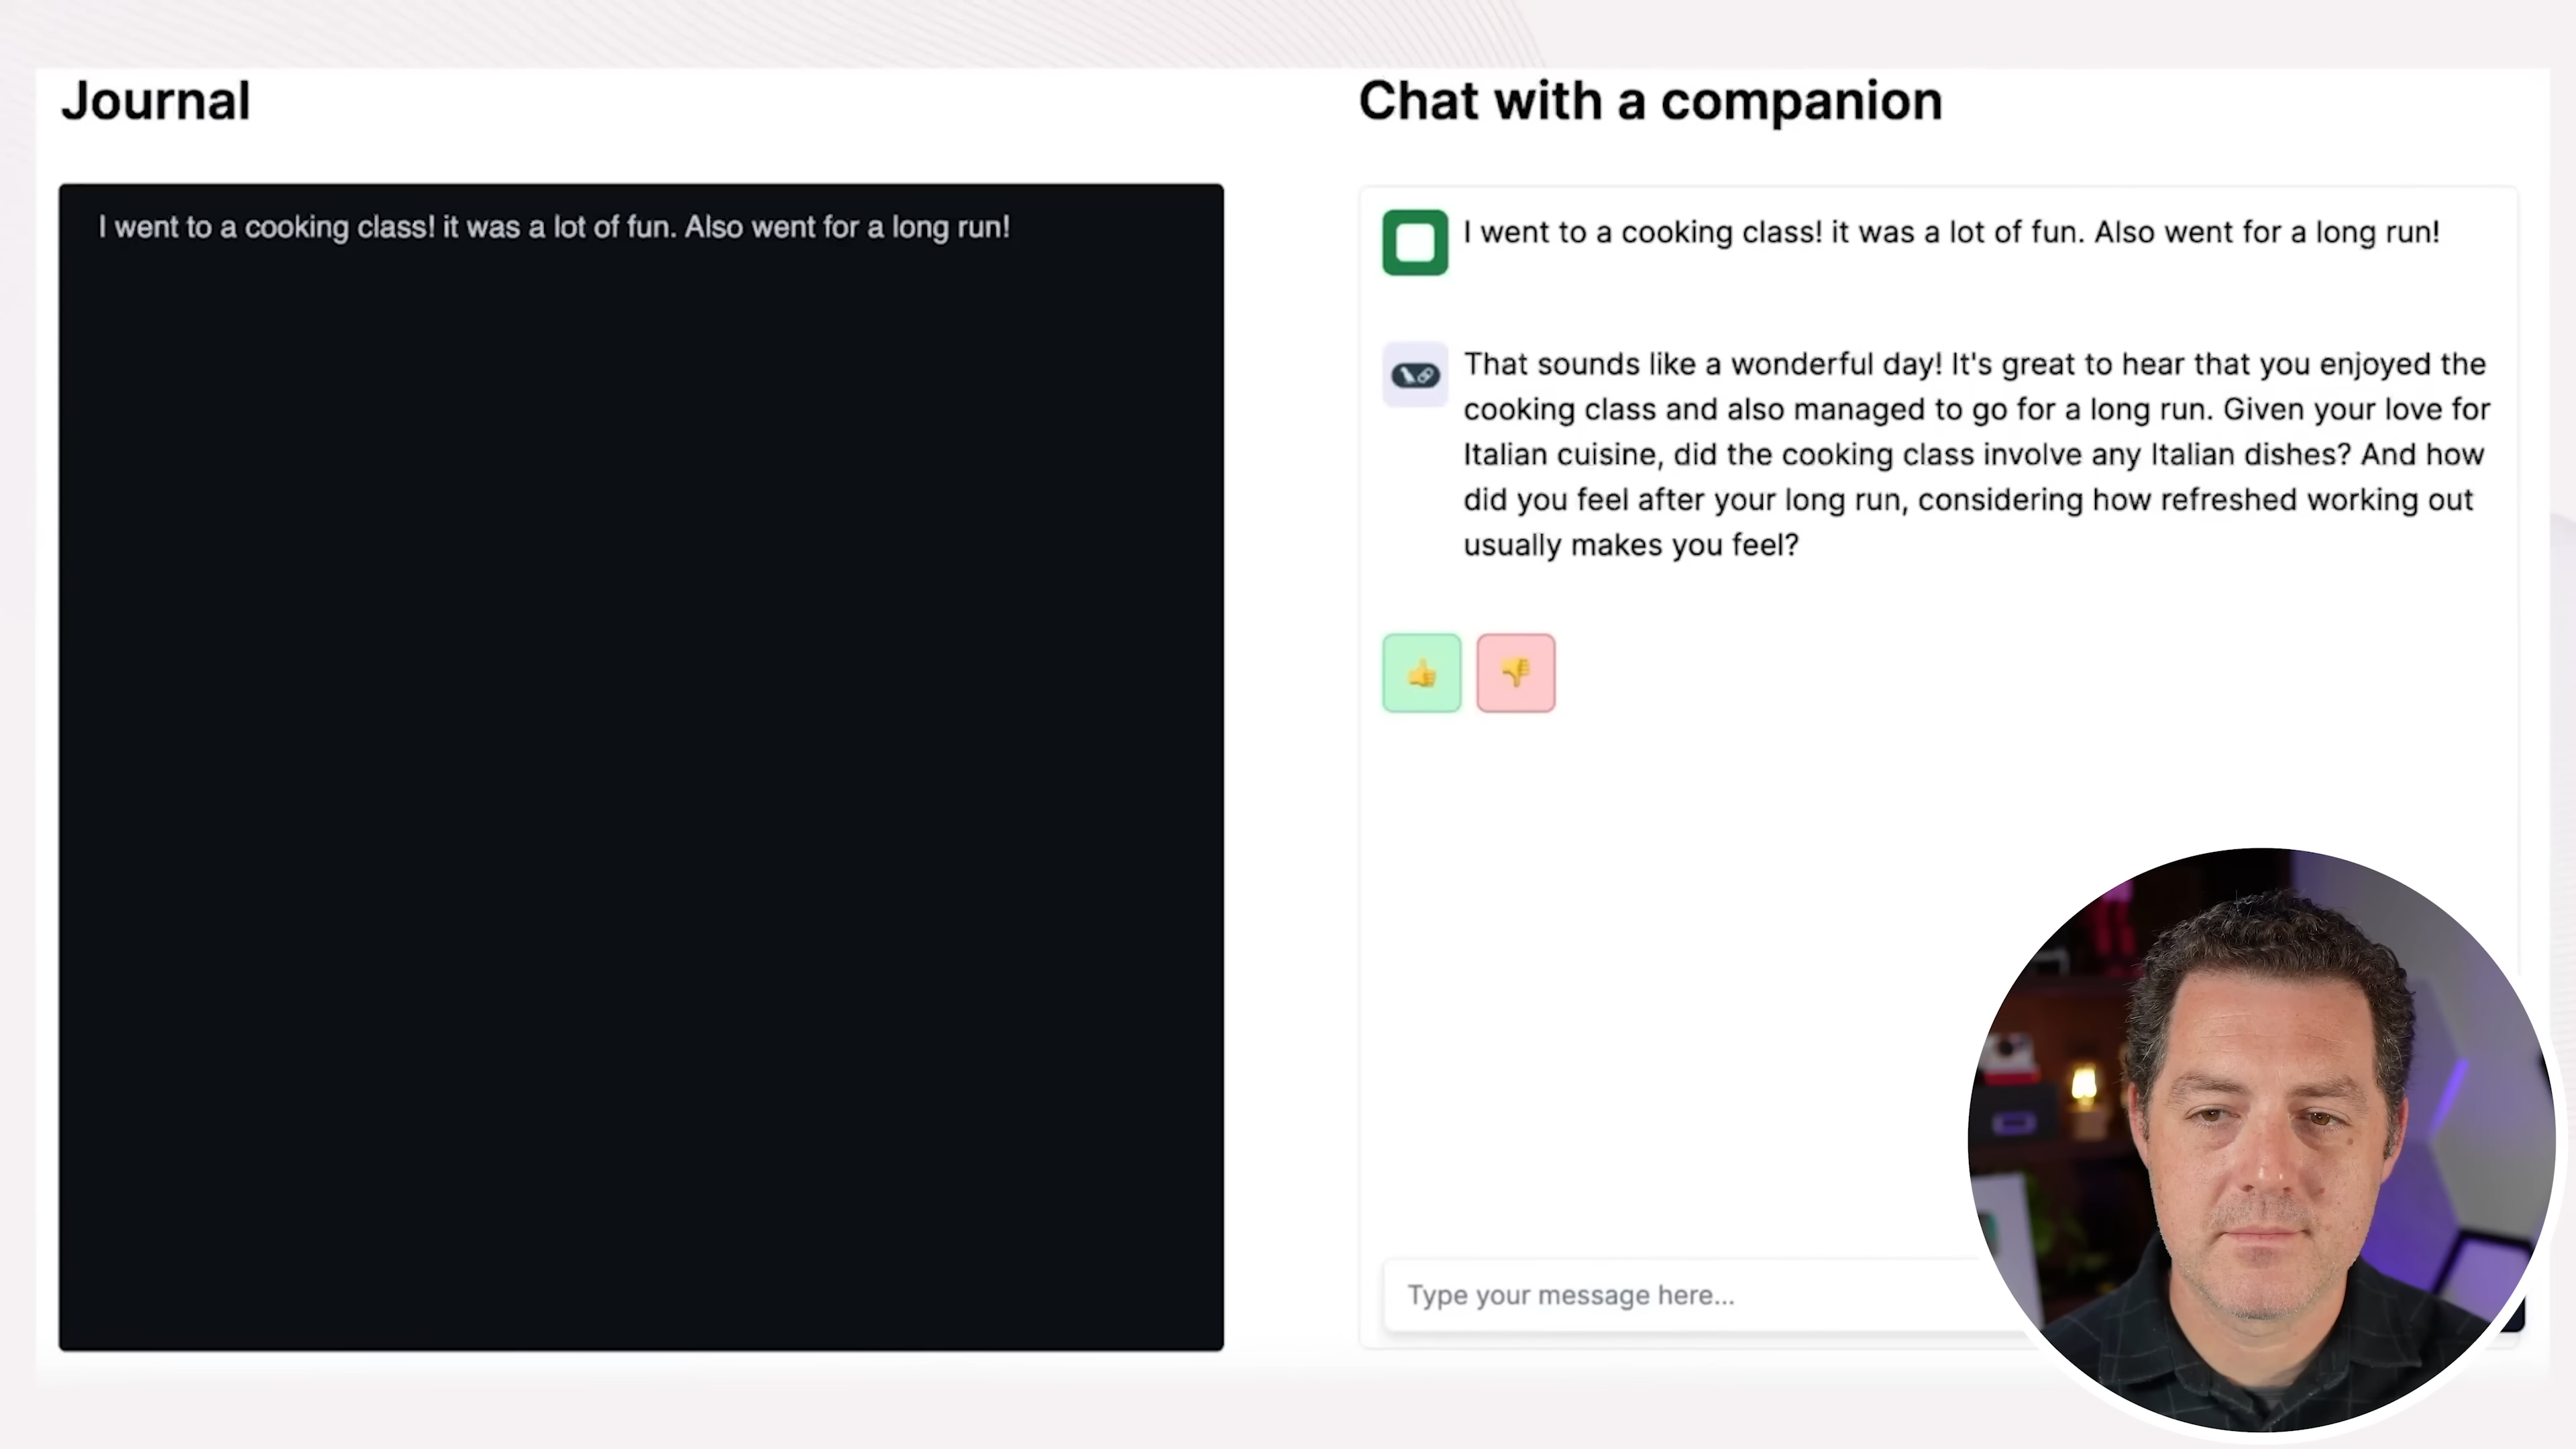 Journal
I went to a cooking class! it was a lot of fun. Also went for a long run!
Chat with a companion
I went to a cooking class! it was a lot of fun. Also went for a long run!
That sounds like a wonderful day! It's great to hear that you enjoyed the
cooking class and also managed to go for a long run. Given your love for
Italian cuisine, did the cooking class involve any Italian dishes? And how
did you feel after your long run, considering how refreshed working out
usually makes you feel?
Type your message here...